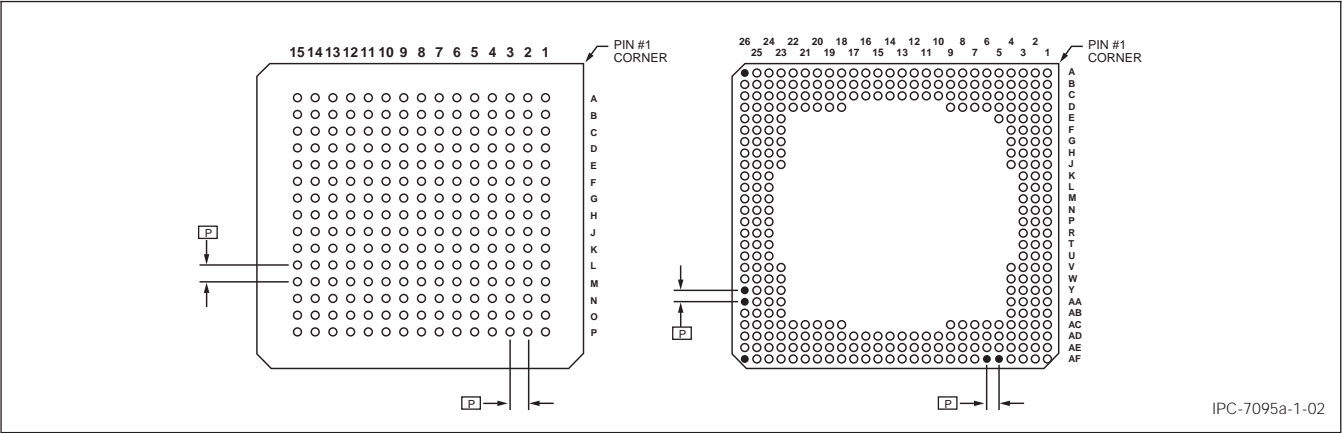 15 14 13 12 11 10 9 8 7 6 5 4 3 2 1
PIN #1
CORNER
A
B
C
D
E
F
G
H
J
K
L
M
N
O
P
P
P
26 24 22 20 18 16 14 12 10 8 6 4 2
25 23 21 19 17 15 13 11 9 7 5 3 1
PIN #1
CORNER
A
B
C
D
E
F
G
H
J
K
L
M
N
P
R
T
U
V
W
Y
AA
AB
AC
AD
AE
AF
P
P
IPC-7095a-1-02